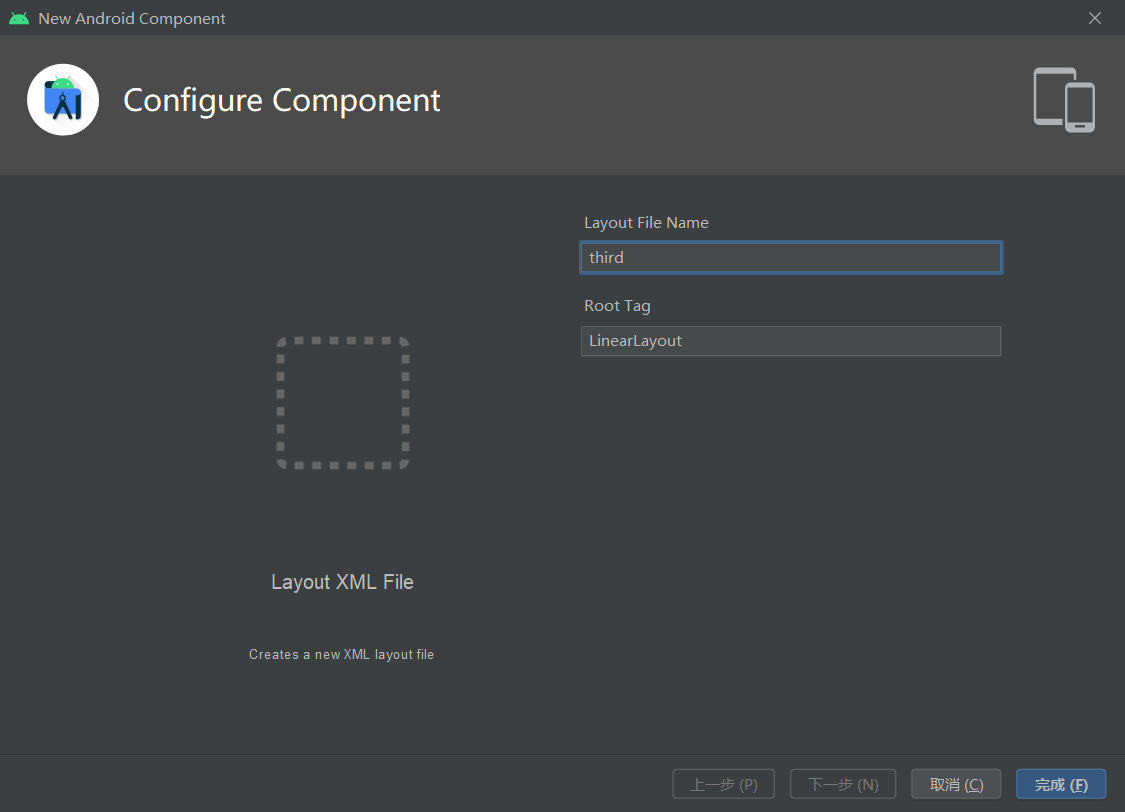 New Android Component
Configure Component
Layout File Name
third
Root Tag
LinearLayout
Layout XML File
Creates a new XML layout file
上一步 (P)
下一步 (N)
取消 (C)
完成 (F)